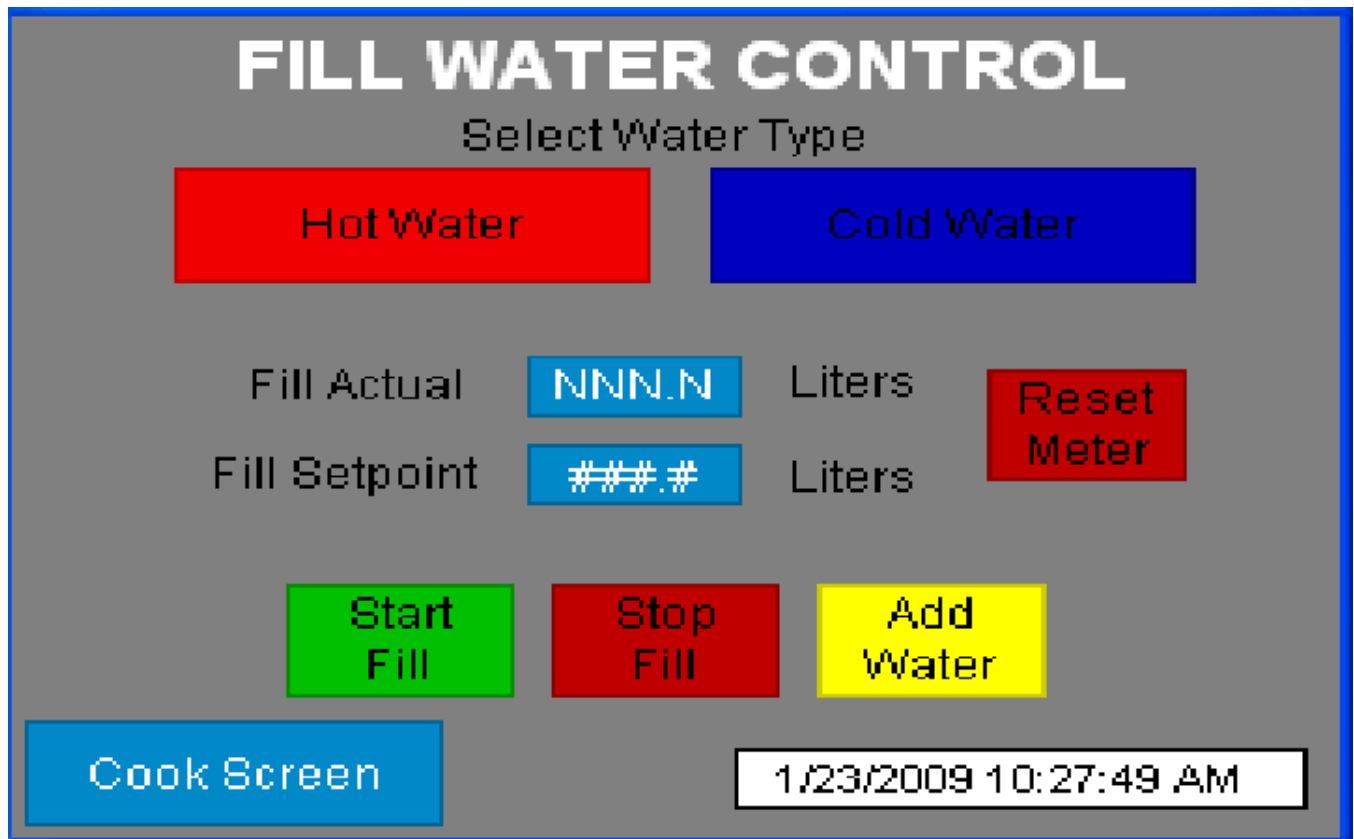 FILL WATER CONTROL
Select Water Type
Hot Water
Cold Water
Fill Actual NNN.N Liters
Fill Setpoint ###.# Liters
Reset
Meter
Start
Fill
Stop
Fill
Add
Water
Cook Screen
1/23/2009 10:27:49 AM